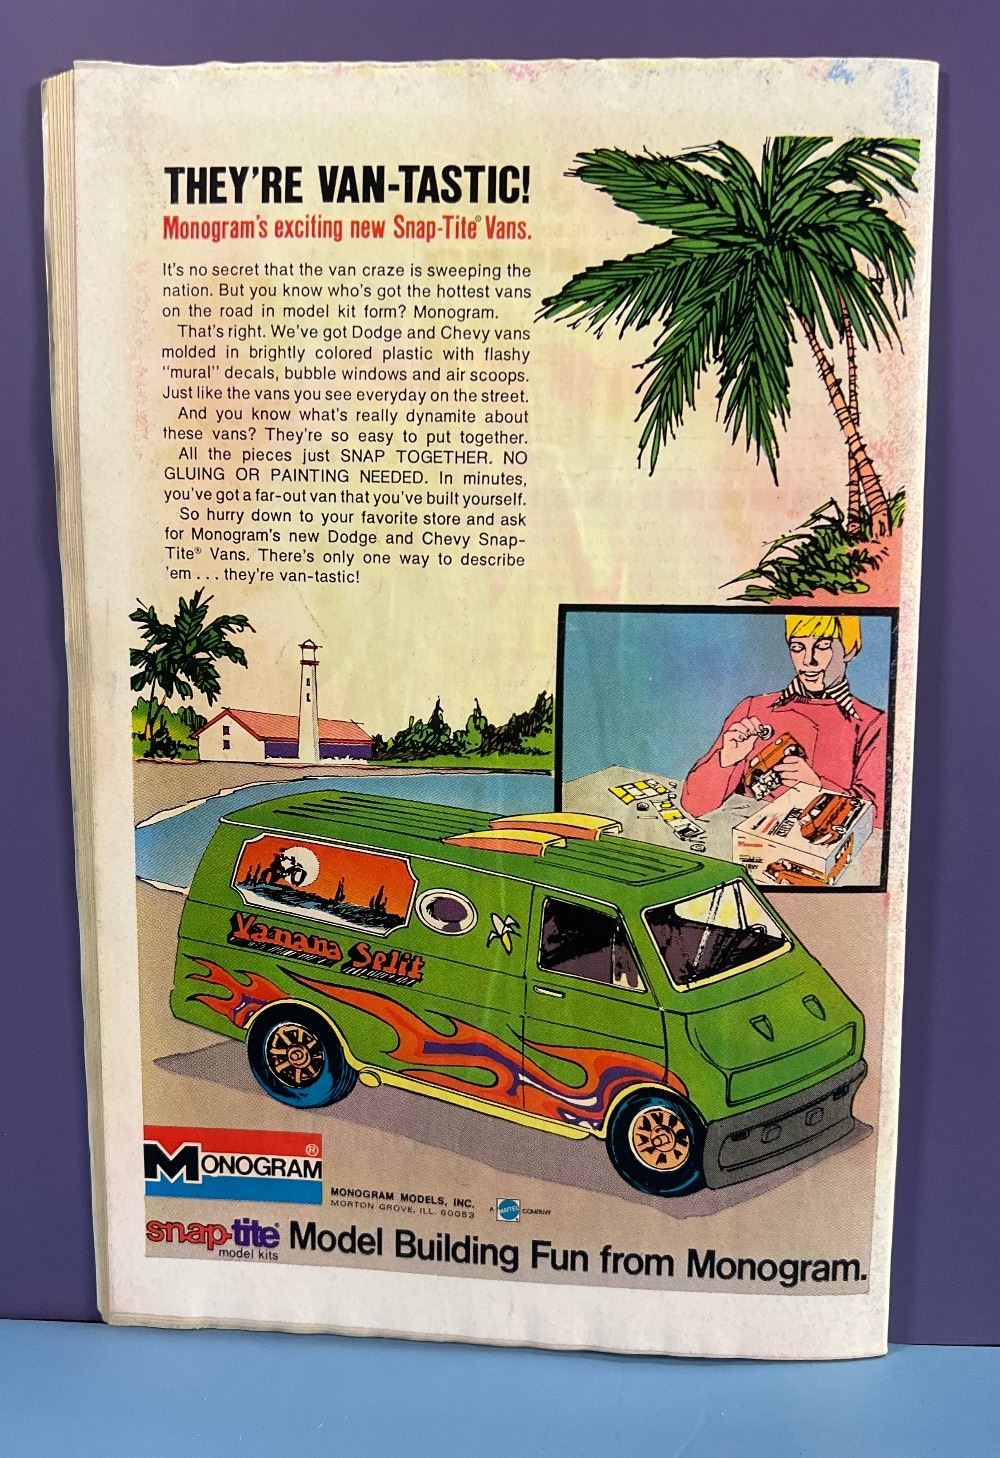 THEY'RE VAN-TASTIC!
Monogram's exciting new Snap-Tite® Vans.
It's no secret that the van craze is sweeping the
nation. But you know who's got the hottest vans
on the road in model kit form? Monogram.
That's right. We've got Dodge and Chevy vans
molded in brightly colored plastic with flashy
"mural" decals, bubble windows and air scoops.
Just like the vans you see everyday on the street.
And you know what's really dynamite about
these vans? They're so easy to put together.
All the pieces just SNAP TOGETHER. NO
GLUING OR PAINTING NEEDED. In minutes,
you've got a far-out van that you've built yourself.
So hurry down to your favorite store and ask
for Monogram's new Dodge and Chevy Snap-
Tite® Vans. There's only one way to describe
'em . . . they're van-tastic!
Vanana Split
MONOGRAM®
MONOGRAM MODELS, INC.
MORTON GROVE, ILL. 60053
A MATTEL COMPANY
snap-tite®
model kits
Model Building Fun from Monogram.